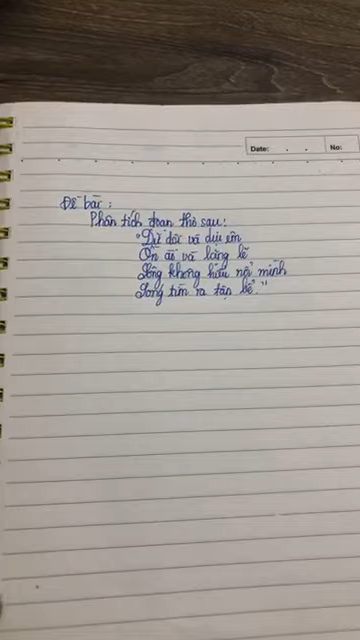 Date: . . No:
Đề bài :
Phân tích đoạn thơ sau:
"Dữ dội và dịu êm
Ồn ào và lặng lẽ
Sông không hiểu nổi mình
Sóng tìm ra tận bể."